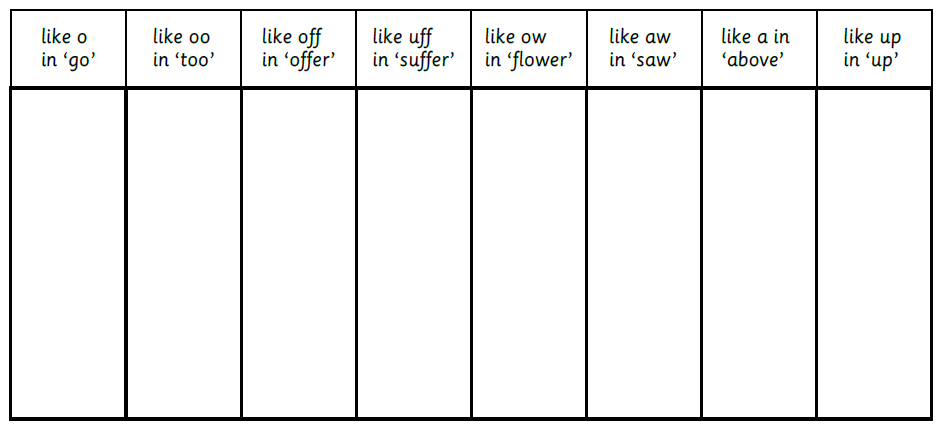 like o
in ‘go’
like oo
in ‘too’
like off
in ‘offer’
like uff
in ‘suffer’
like ow
in ‘flower’
like aw
in ‘saw’
like a in
‘above’
like up
in ‘up’